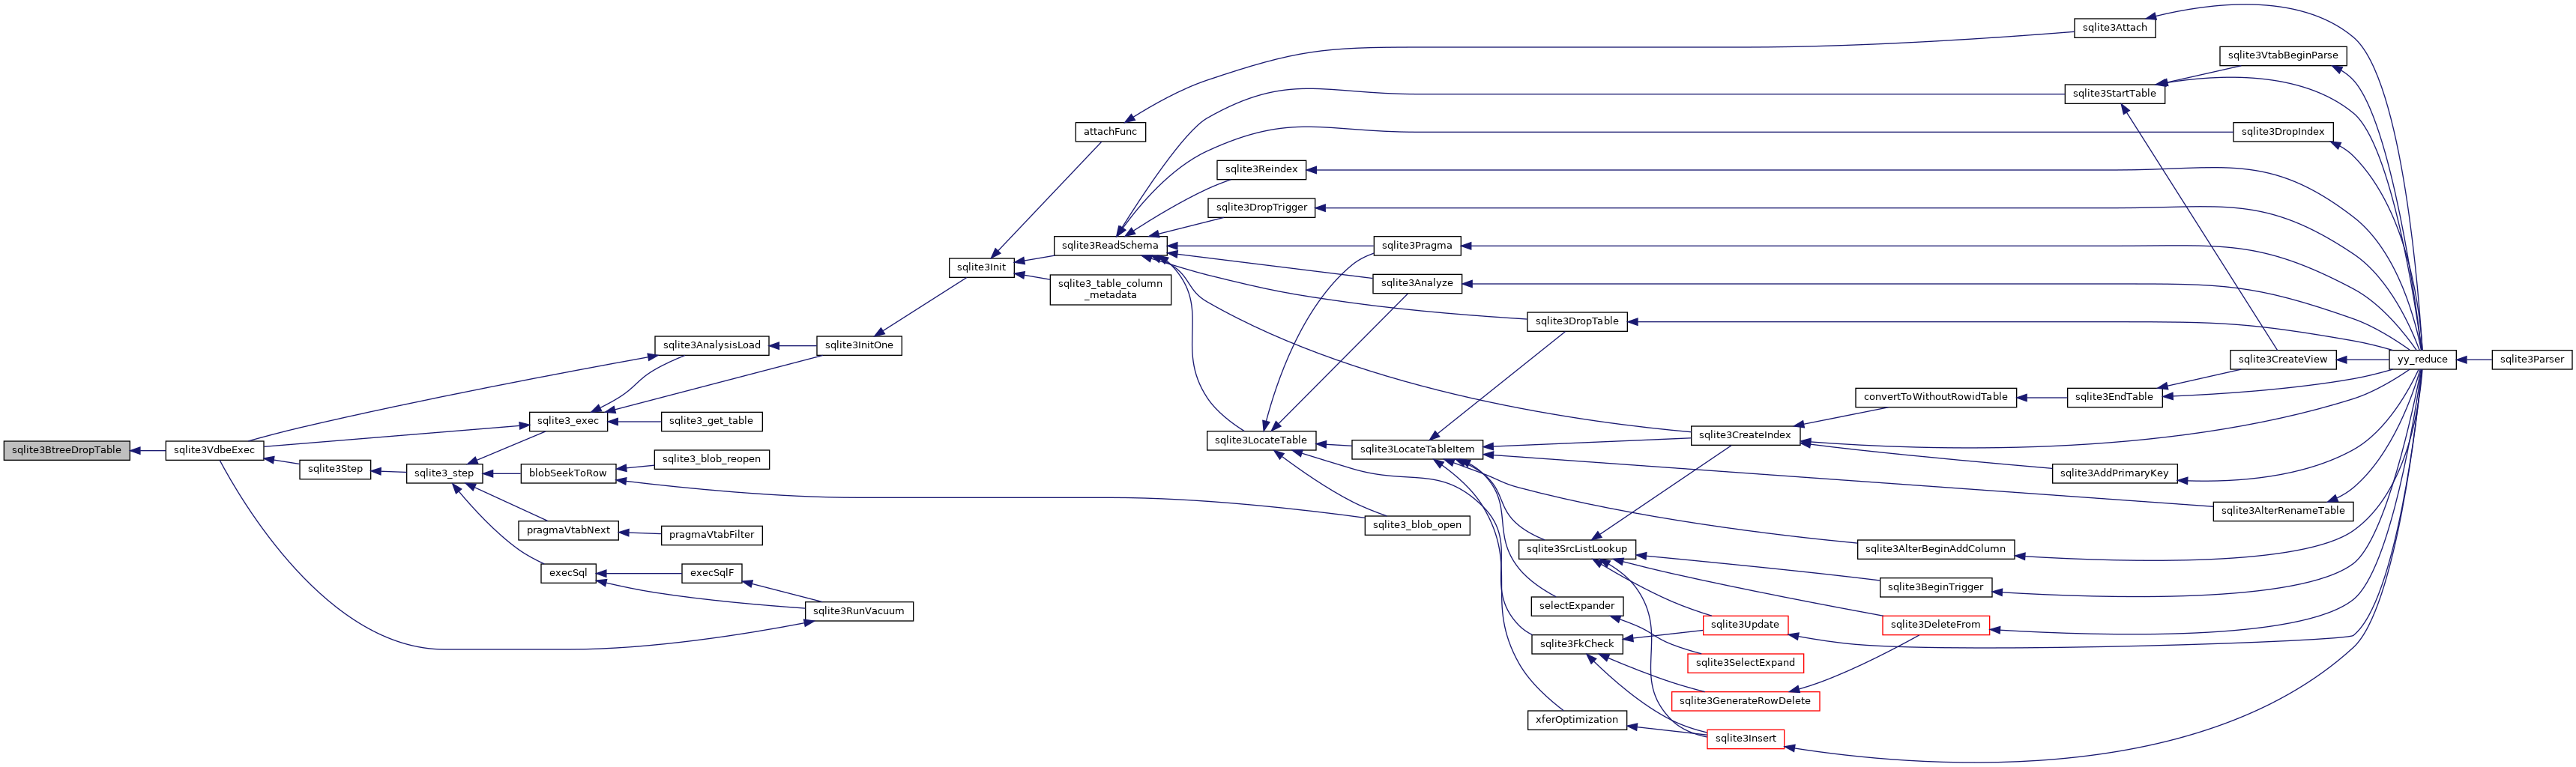 sqlite3Attach
sqlite3VtabBeginParse
sqlite3StartTable
attachFunc
sqlite3DropIndex
sqlite3Reindex
sqlite3DropTrigger
sqlite3ReadSchema
sqlite3Pragma
sqlite3Init
sqlite3_table_column
_metadata
sqlite3Analyze
sqlite3DropTable
sqlite3AnalysisLoad
sqlite3InitOne
sqlite3CreateView
yy_reduce
sqlite3Parser
convertToWithoutRowidTable
sqlite3EndTable
sqlite3_exec
sqlite3_get_table
sqlite3LocateTable
sqlite3CreateIndex
sqlite3BtreeDropTable
sqlite3VdbeExec
sqlite3LocateTableItem
sqlite3_blob_reopen
sqlite3Step
sqlite3_step
blobSeekToRow
sqlite3AddPrimaryKey
sqlite3AlterRenameTable
sqlite3_blob_open
pragmaVtabNext
pragmaVtabFilter
sqlite3SrcListLookup
sqlite3AlterBeginAddColumn
execSql
execSqlF
sqlite3BeginTrigger
selectExpander
sqlite3RunVacuum
sqlite3Update
sqlite3DeleteFrom
sqlite3FkCheck
sqlite3SelectExpand
sqlite3GenerateRowDelete
xferOptimization
sqlite3Insert